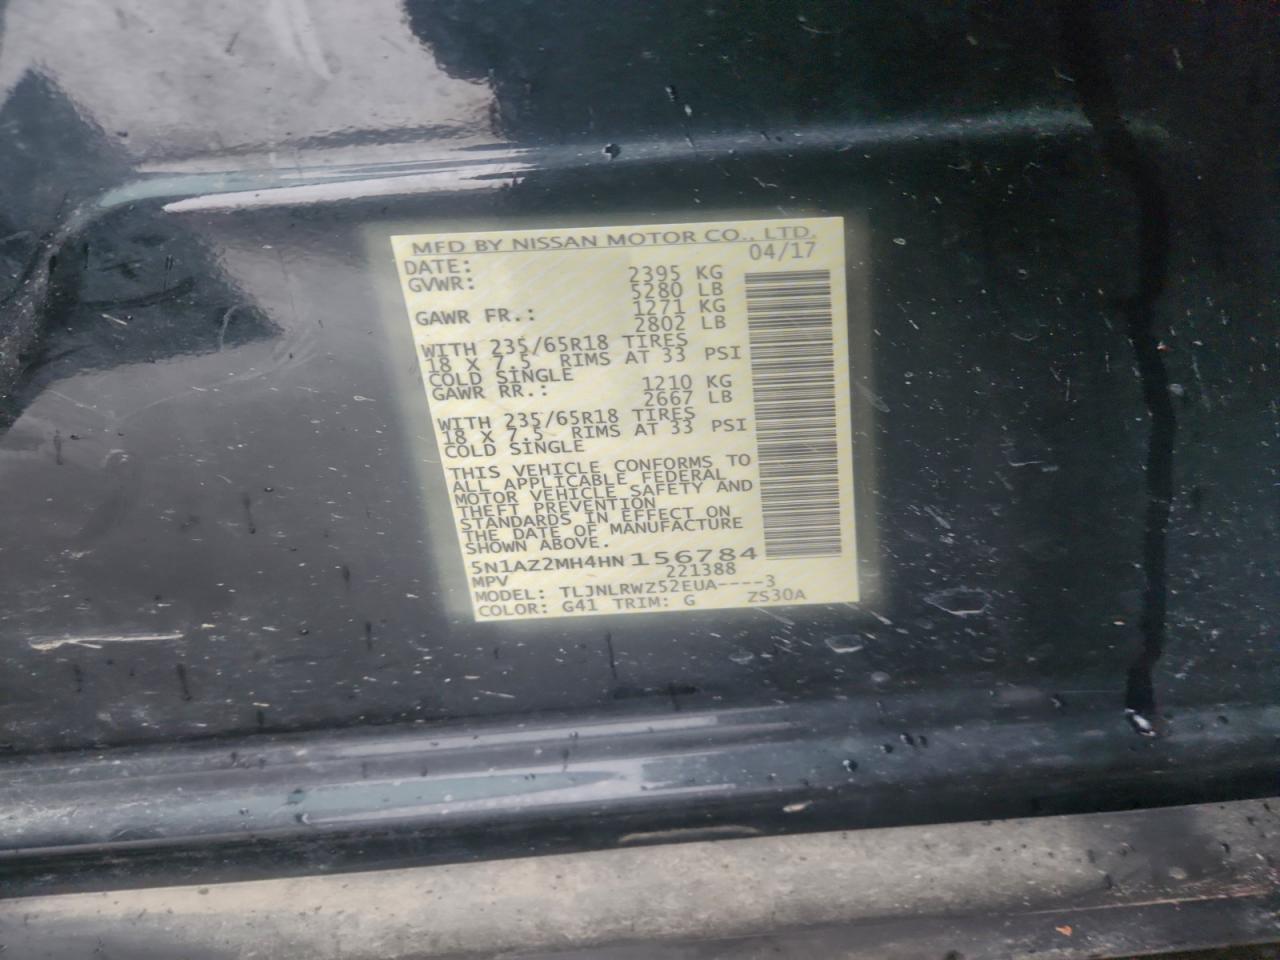 MFD BY NISSAN MOTOR CO., LTD.
DATE: 04/17
GVWR: 2395 KG
5280 LB
GAWR FR.: 1271 KG
2802 LB
WITH 235/65R18 TIRES
18 X 7.5 RIMS AT 33 PSI
COLD SINGLE
GAWR RR.: 1210 KG
2667 LB
WITH 235/65R18 TIRES
18 X 7.5 RIMS AT 33 PSI
COLD SINGLE
THIS VEHICLE CONFORMS TO
ALL APPLICABLE FEDERAL
MOTOR VEHICLE SAFETY AND
THEFT PREVENTION
STANDARDS IN EFFECT ON
THE DATE OF MANUFACTURE
SHOWN ABOVE.
5N1AZ2MH4HN156784
MPV 221388
MODEL: TLJNLRWZ52EUA----3
COLOR: G41 TRIM: G ZS30A